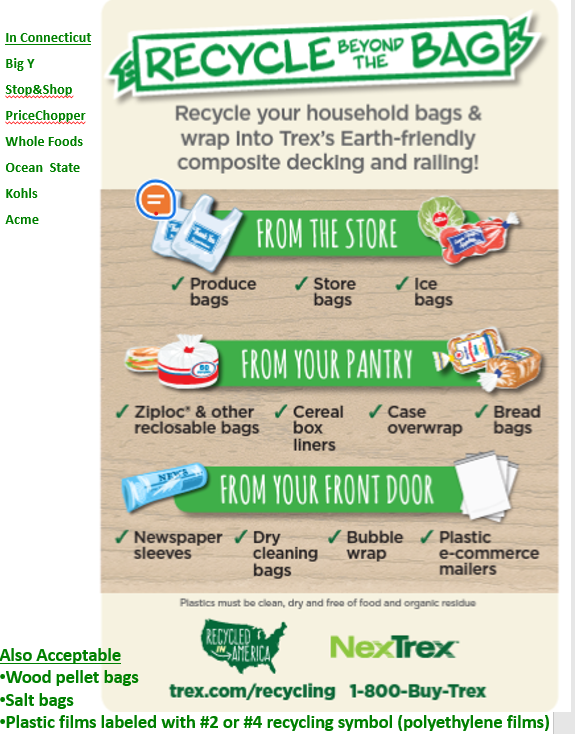 In Connecticut
Big Y
Stop&Shop
PriceChopper
Whole Foods
Ocean State
Kohls
Acme
RECYCLE BEYOND THE BAG
Recycle your household bags &
wrap into Trex's Earth-friendly
composite decking and railing!
FROM THE STORE
✓ Produce bags
✓ Store bags
✓ Ice bags
FROM YOUR PANTRY
✓ Ziploc® & other reclosable bags
✓ Cereal box liners
✓ Case overwrap
✓ Bread bags
NEWS
FROM YOUR FRONT DOOR
✓ Newspaper sleeves
✓ Dry cleaning bags
✓ Bubble wrap
✓ Plastic e-commerce mailers
Plastics must be clean, dry and free of food and organic residue
RECYCLED IN AMERICA
NexTrex
trex.com/recycling 1-800-Buy-Trex
Also Acceptable
•Wood pellet bags
•Salt bags
•Plastic films labeled with #2 or #4 recycling symbol (polyethylene films)